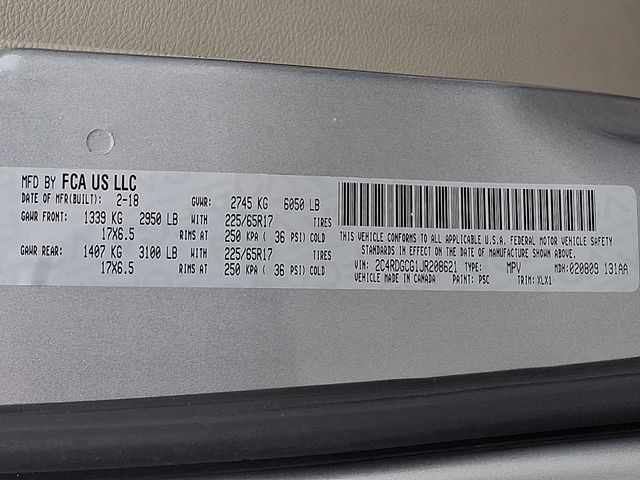 MFD BY FCA US LLC
DATE OF MFR(BUILT): 2-18 GVWR: 2745 KG 6050 LB
GAWR FRONT: 1339 KG 2950 LB WITH 225/65R17 TIRES
17X6.5 RIMS AT 250 KPA ( 36 PSI) COLD
GAWR REAR: 1407 KG 3100 LB WITH 225/65R17 TIRES
17X6.5 RIMS AT 250 KPA ( 36 PSI) COLD
THIS VEHICLE CONFORMS TO APPLICABLE U.S.A. FEDERAL MOTOR VEHICLE SAFETY
STANDARDS IN EFFECT ON THE DATE OF MANUFACTURE SHOWN ABOVE.
VIN: 2C4RDGCG1JR208621 TYPE: MPV MDH: 020809 131AA
VEHICLE MADE IN CANADA PAINT: PSC TRIM: XLX1